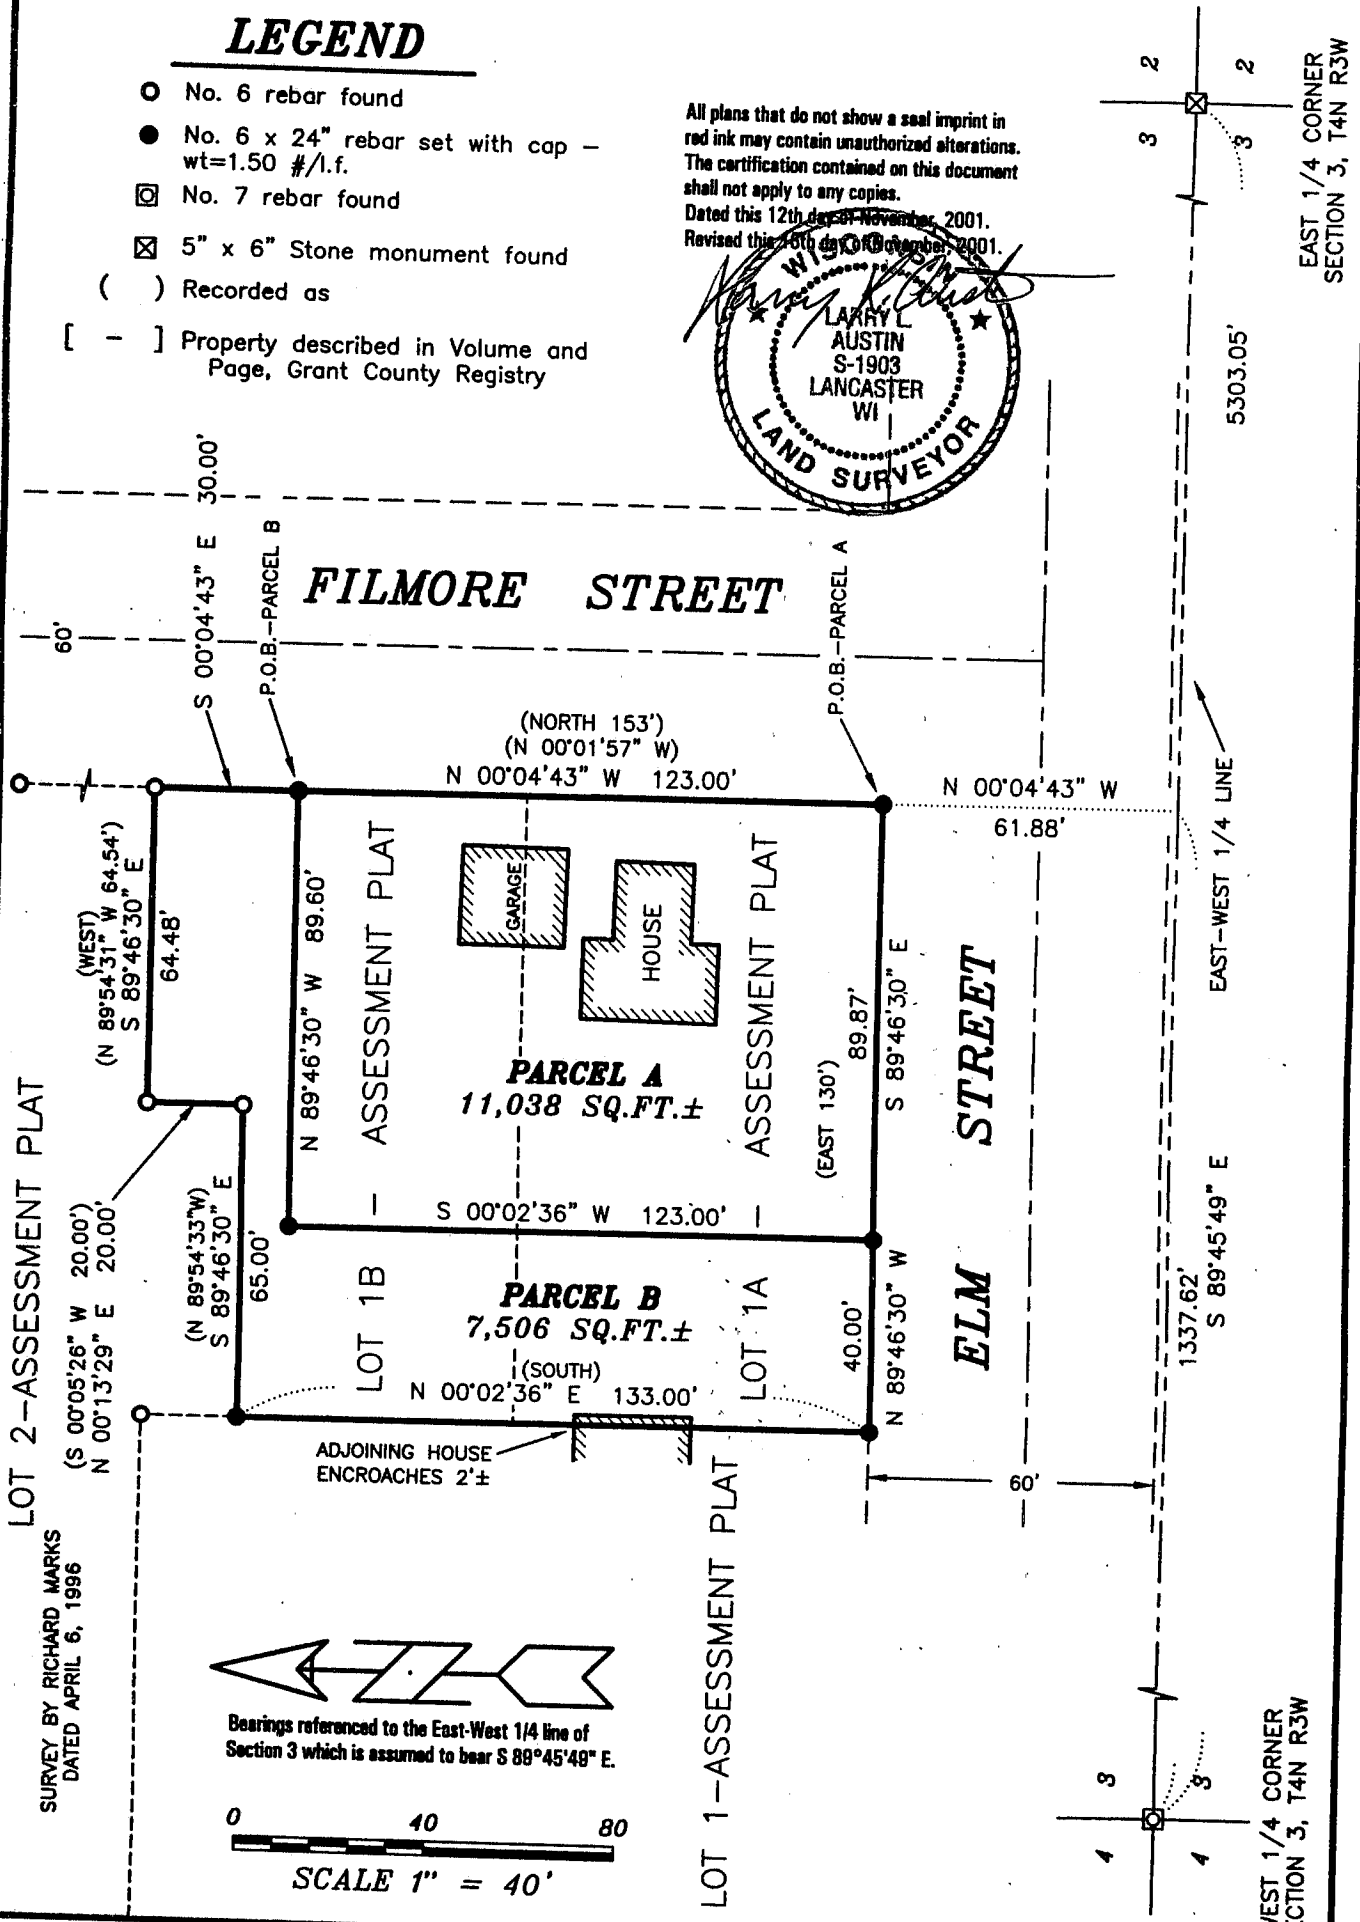 LEGEND
No. 6 rebar found
No. 6 x 24" rebar set with cap –
wt=1.50 #/l.f.
No. 7 rebar found
5" x 6" Stone monument found
( ) Recorded as
[ - ] Property described in Volume and
Page, Grant County Registry
All plans that do not show a seal imprint in
red ink may contain unauthorized alterations.
The certification contained on this document
shall not apply to any copies.
Dated this 12th day of November, 2001.
Revised this 15th day of November, 2001.
WISCONSIN
LARRY L.
AUSTIN
S-1903
LANCASTER
WI
LAND SURVEYOR
2
2
3
3
EAST 1/4 CORNER
SECTION 3, T4N R3W
5303.05'
S 00°04'43" E 30.00'
P.O.B.-PARCEL B
FILMORE STREET
P.O.B.-PARCEL A
60'
(NORTH 153')
(N 00°01'57" W)
N 00°04'43" W 123.00'
N 00°04'43" W
61.88'
EAST-WEST 1/4 LINE
(WEST)
(N 89°54'31" W 64.54')
S 89°46'30" E
64.48'
N 89°46'30" W 89.60'
LOT 1B – ASSESSMENT PLAT
GARAGE
HOUSE
LOT 1A – ASSESSMENT PLAT
(EAST 130')
89.87'
S 89°46'30" E
ELM STREET
PARCEL A
11,038 SQ.FT.±
S 00°02'36" W 123.00'
LOT 2-ASSESSMENT PLAT
(S 00°05'26" W 20.00')
N 00°13'29" E 20.00'
(N 89°54'33"W)
S 89°46'30" E
65.00'
PARCEL B
7,506 SQ.FT.±
(SOUTH)
N 00°02'36" E 133.00'
40.00'
N 89°46'30" W
1337.62'
S 89°45'49" E
ADJOINING HOUSE
ENCROACHES 2'±
60'
LOT 1-ASSESSMENT PLAT
SURVEY BY RICHARD MARKS
DATED APRIL 6, 1996
Bearings referenced to the East-West 1/4 line of
Section 3 which is assumed to bear S 89°45'49" E.
0 40 80
SCALE 1" = 40'
3
3
4
4
WEST 1/4 CORNER
SECTION 3, T4N R3W